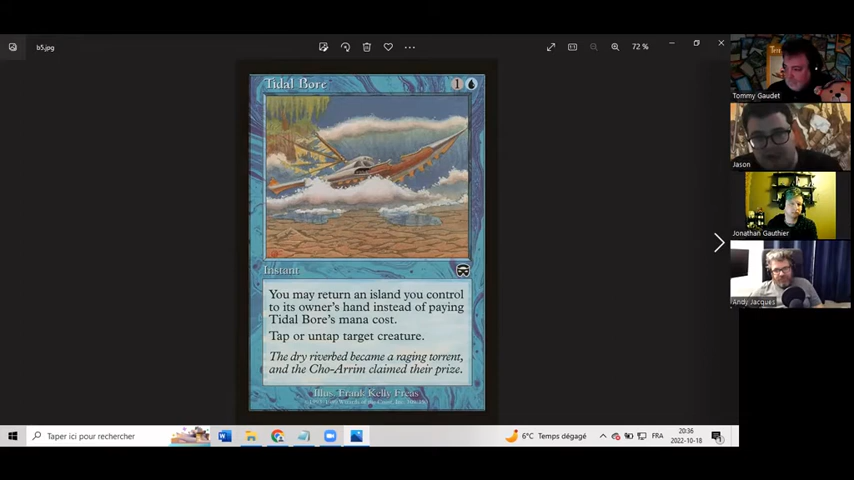 b5.jpg
72 %
Tidal Bore
1
Instant
You may return an island you control
to its owner's hand instead of paying
Tidal Bore's mana cost.
Tap or untap target creature.
The dry riverbed became a raging torrent,
and the Cho-Arrim claimed their prize.
Illus. Frank Kelly Freas
Tommy Gaudet
Jason
Jonathan Gauthier
Andy Jacques
Taper ici pour rechercher
6°C Temps dégagé
FRA
20:36
2022-10-18